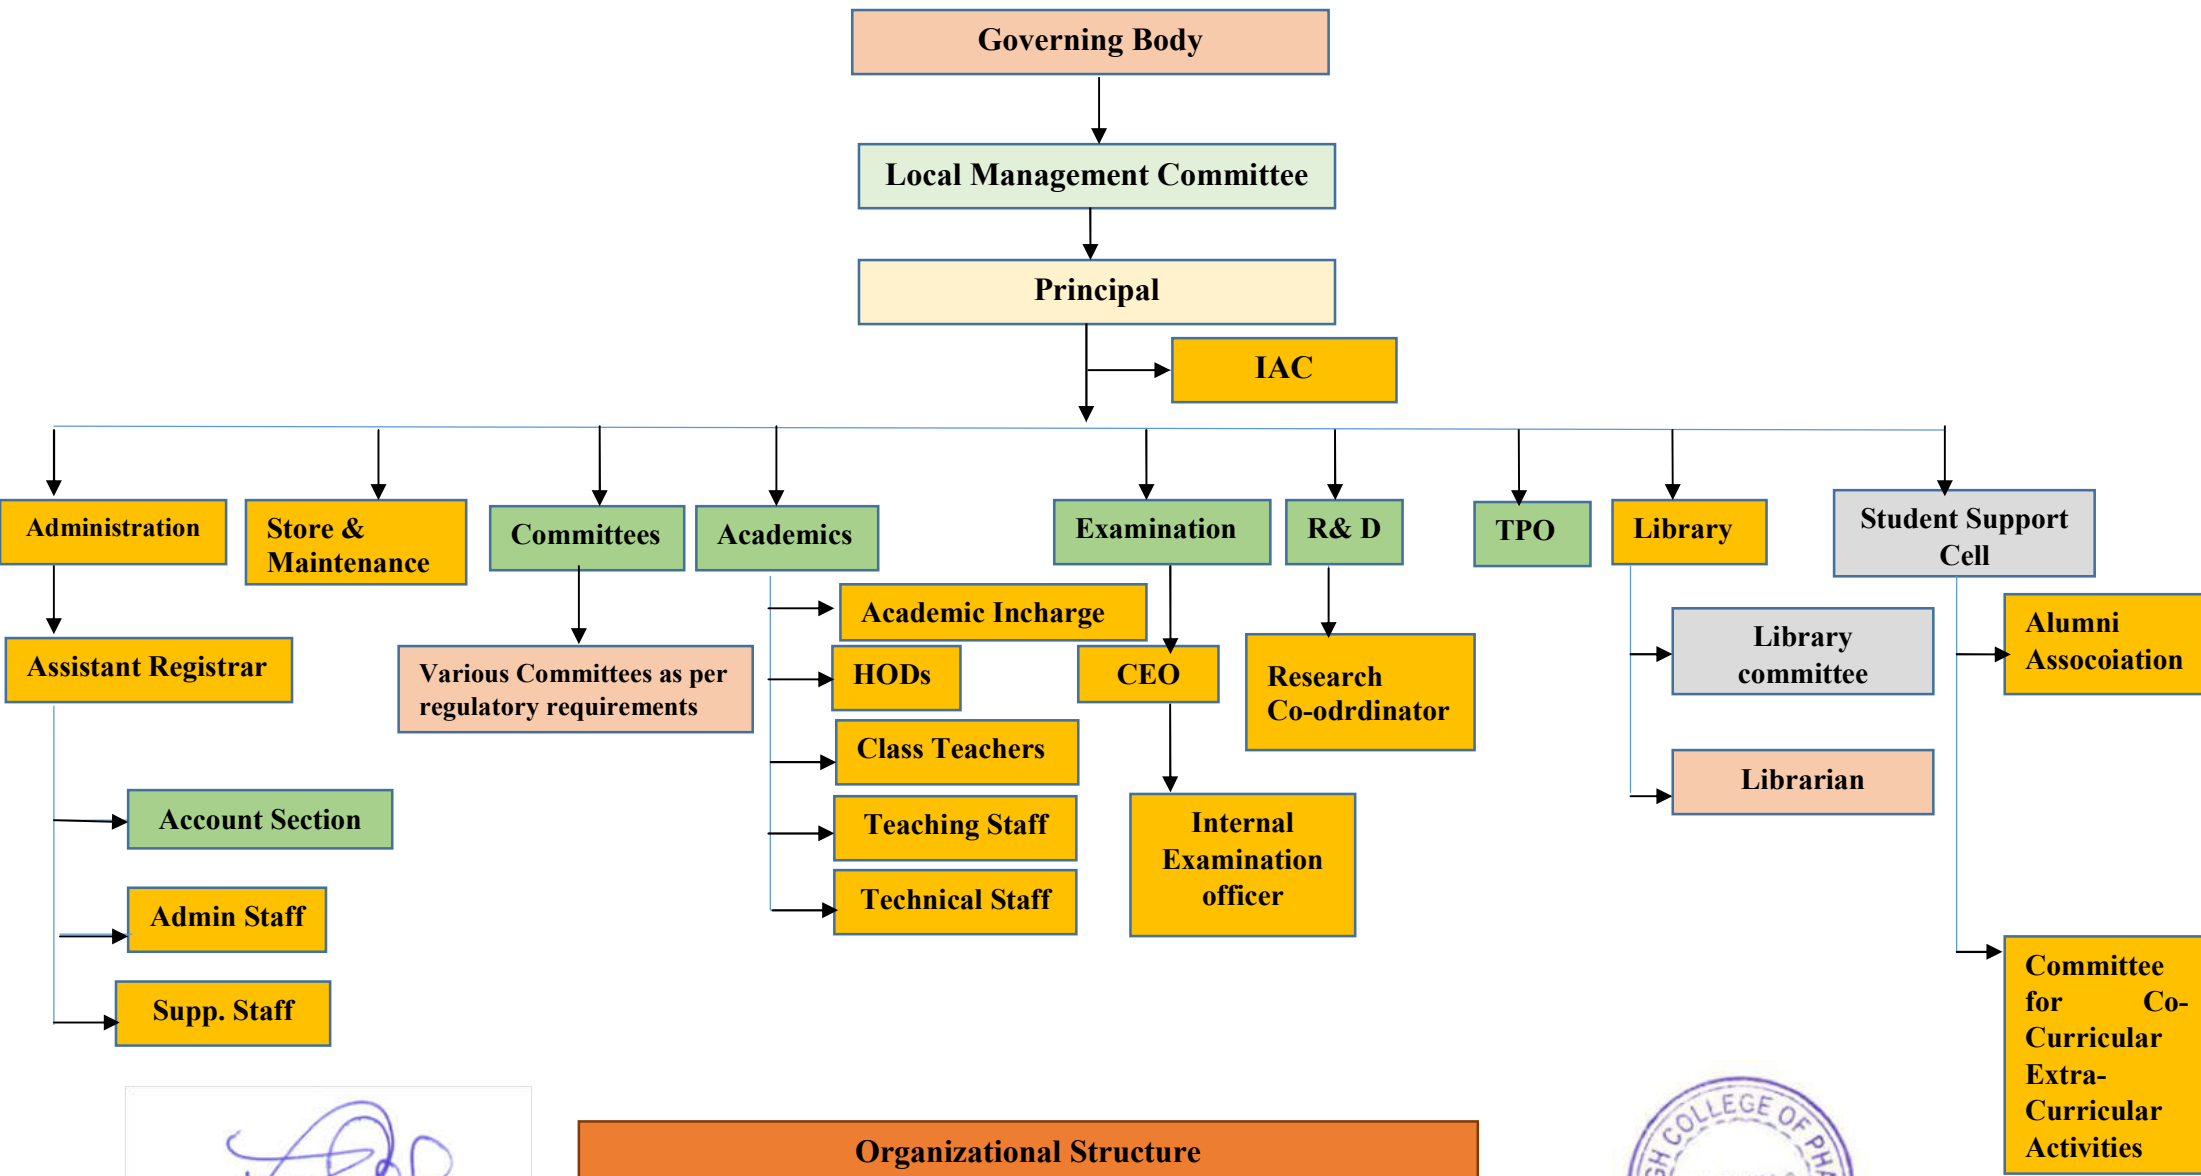 Governing Body
Local Management Committee
Principal
IAC
Administration
Store &
Maintenance
Committees
Academics
Examination
R& D
TPO
Library
Student Support
Cell
Assistant Registrar
Various Committees as per
regulatory requirements
Academic Incharge
HODs
Class Teachers
Teaching Staff
Technical Staff
CEO
Internal
Examination
officer
Research
Co-odrdinator
Library
committee
Librarian
Alumni
Assocoiation
Committee
for Co-
Curricular
Extra-
Curricular
Activities
Account Section
Admin Staff
Supp. Staff
Organizational Structure
COLLEGE OF